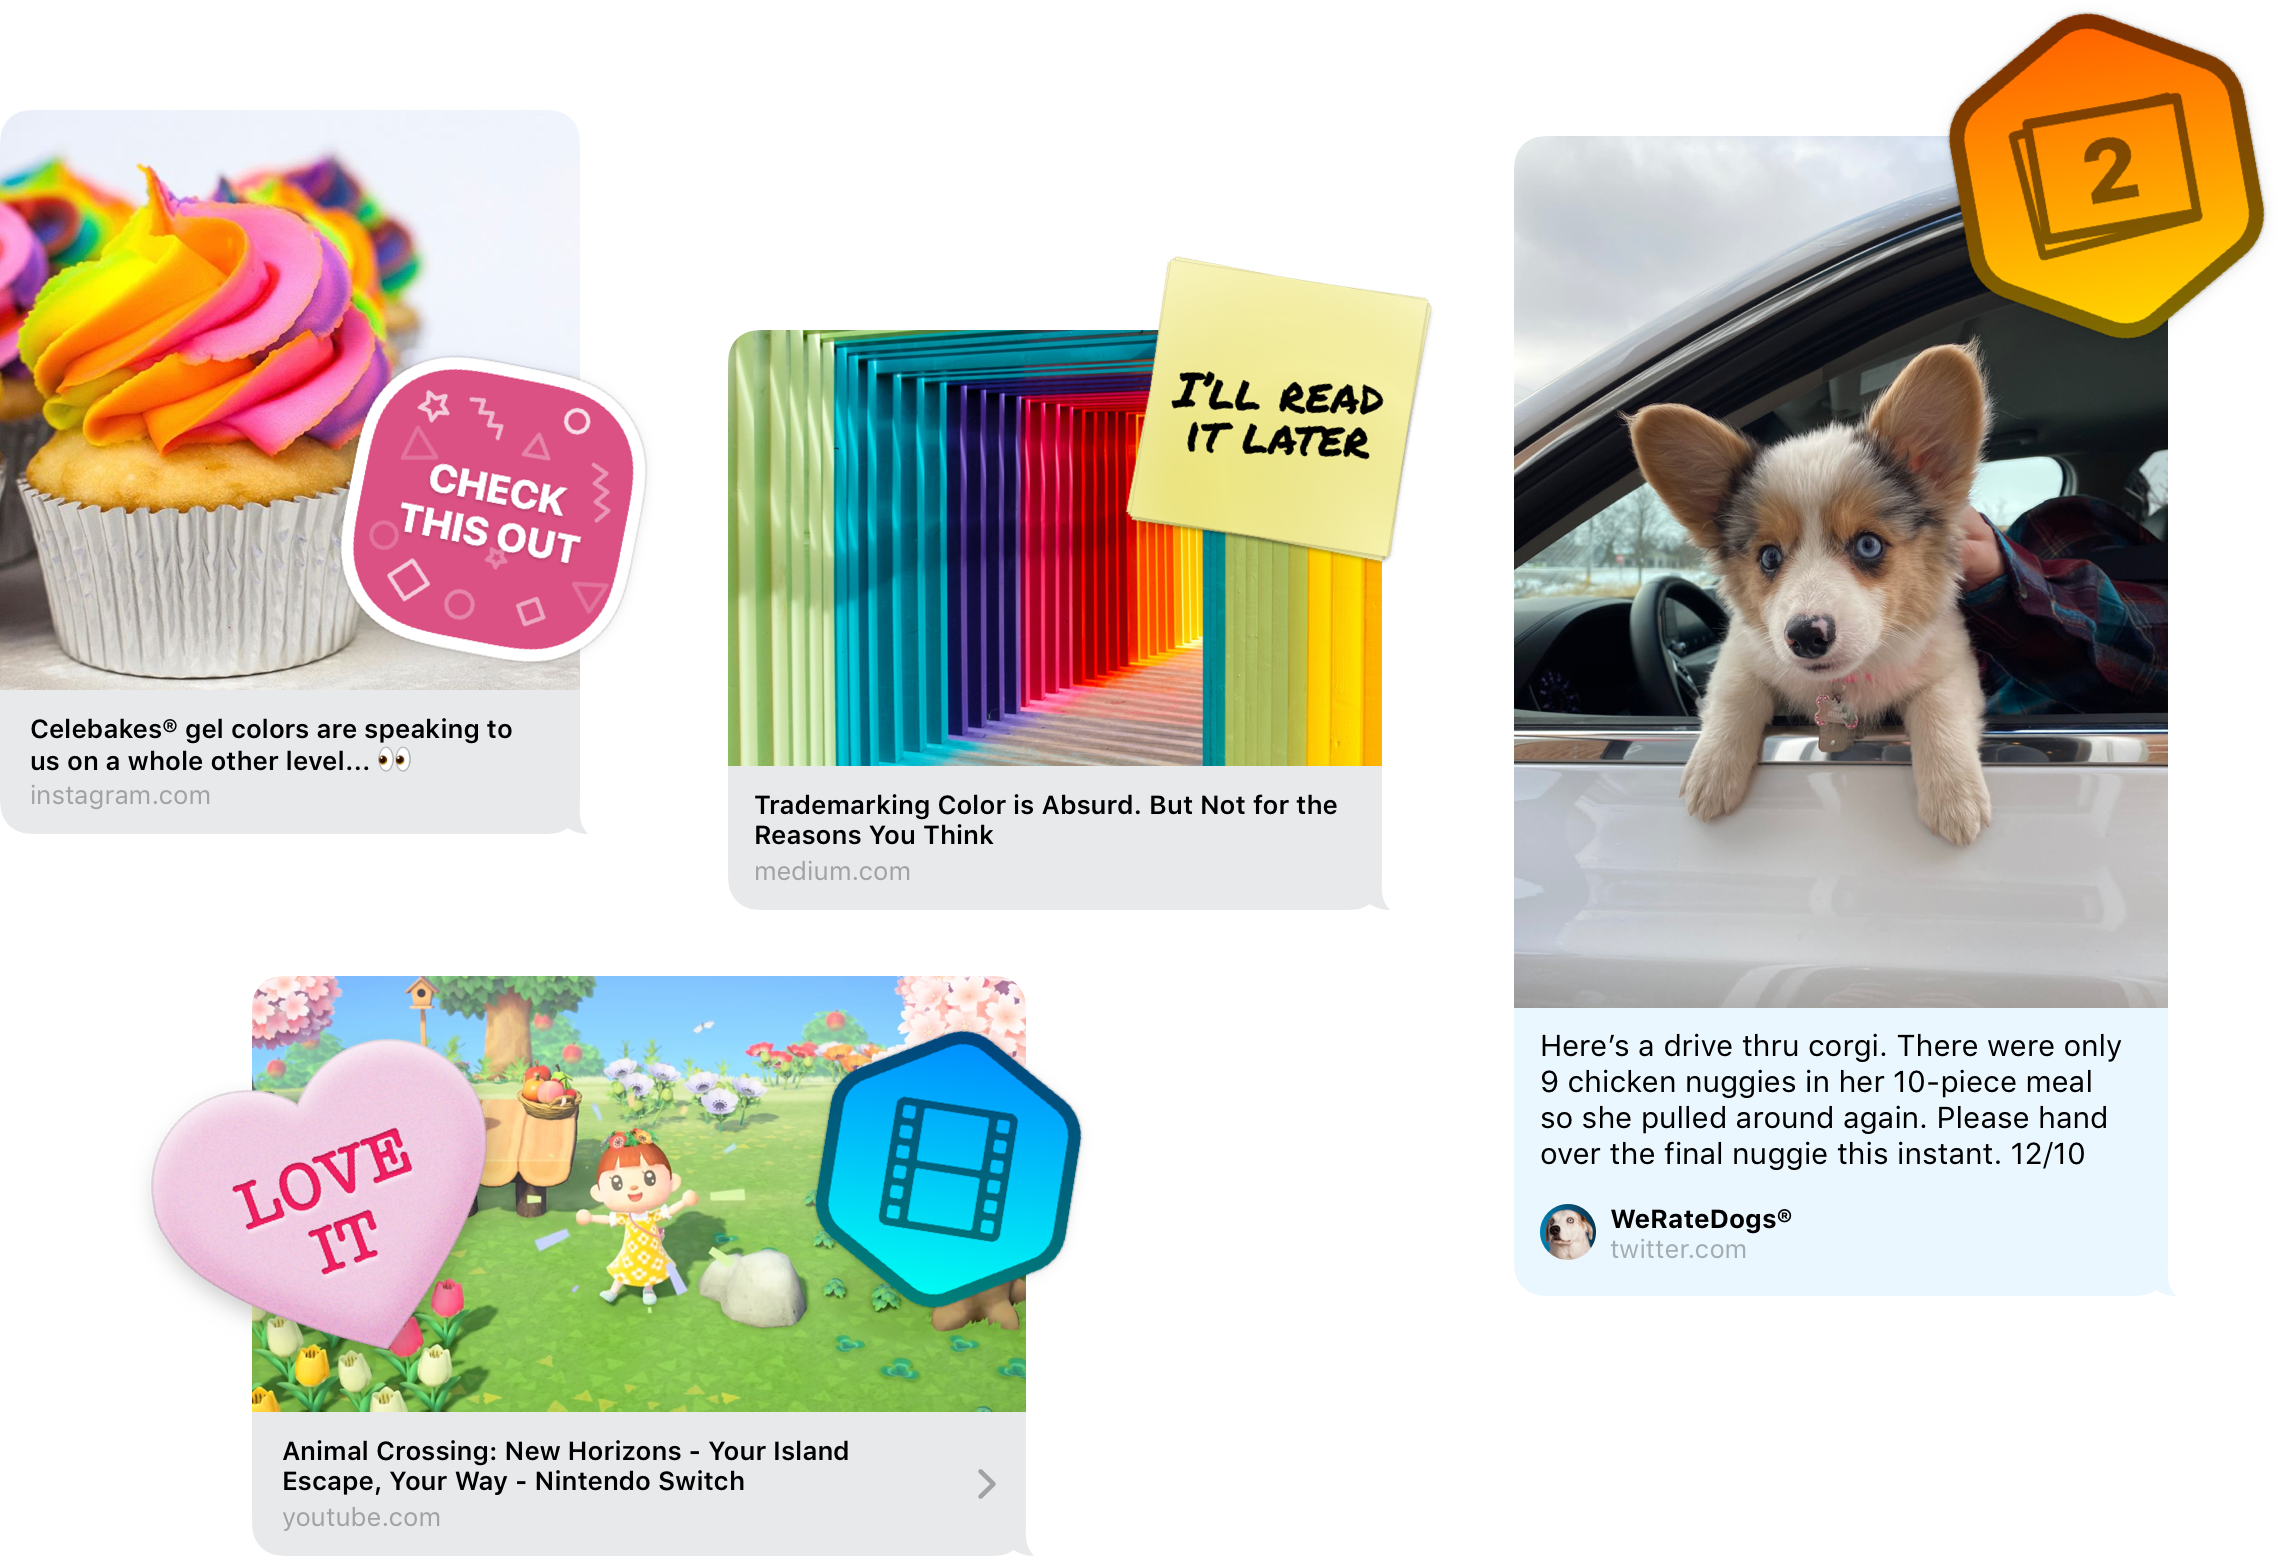 CHECK
THIS OUT
Celebakes® gel colors are speaking to
us on a whole other level... 👀
instagram.com
I'LL READ
IT LATER
Trademarking Color is Absurd. But Not for the
Reasons You Think
medium.com
2
Here's a drive thru corgi. There were only
9 chicken nuggies in her 10-piece meal
so she pulled around again. Please hand
over the final nuggie this instant. 12/10
WeRateDogs®
twitter.com
LOVE
IT
Animal Crossing: New Horizons - Your Island
Escape, Your Way - Nintendo Switch
youtube.com